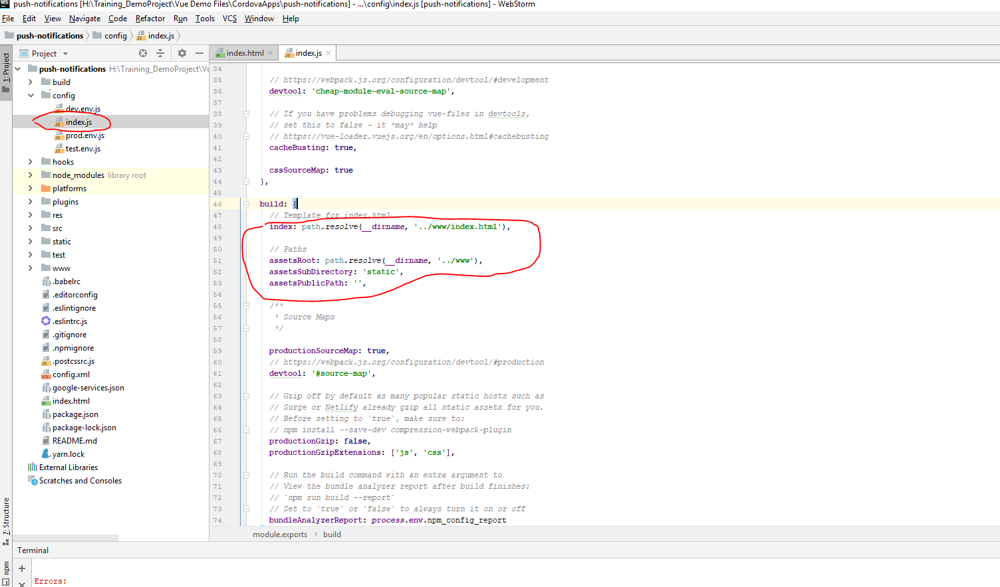 push-notifications [H:\Training_DemoProject\Vue Demo Files\CordovaApps\push-notifications] - ...\config\index.js [push-notifications] - WebStorm
File Edit View Navigate Code Refactor Run Tools VCS Window Help
push-notifications config index.js
1: Project
7: Structure
npm
Project
push-notifications H:\Training_DemoProject\Vu
build
config
dev.env.js
index.js
prod.env.js
test.env.js
hooks
node_modules library root
platforms
plugins
res
src
static
test
www
.babelrc
.editorconfig
.eslintignore
.eslintrc.js
.gitignore
.npmignore
.postcssrc.js
config.xml
google-services.json
index.html
package.json
package-lock.json
README.md
yarn.lock
External Libraries
Scratches and Consoles
index.html index.js
34
35 // https://webpack.js.org/configuration/devtool/#development
36 devtool: 'cheap-module-eval-source-map',
37
38 // If you have problems debugging vue-files in devtools,
39 // set this to false - it *may* help
40 // https://vue-loader.vuejs.org/en/options.html#cachebusting
41 cacheBusting: true,
42
43 cssSourceMap: true
44 },
45
46 build: {
47 // Template for index.html
48 index: path.resolve(__dirname, '../www/index.html'),
49
50 // Paths
51 assetsRoot: path.resolve(__dirname, '../www'),
52 assetsSubDirectory: 'static',
53 assetsPublicPath: '',
54
55 /**
56 * Source Maps
57 */
58
59 productionSourceMap: true,
60 // https://webpack.js.org/configuration/devtool/#production
61 devtool: '#source-map',
62
63 // Gzip off by default as many popular static hosts such as
64 // Surge or Netlify already gzip all static assets for you.
65 // Before setting to `true`, make sure to:
66 // npm install --save-dev compression-webpack-plugin
67 productionGzip: false,
68 productionGzipExtensions: ['js', 'css'],
69
70 // Run the build command with an extra argument to
71 // View the bundle analyzer report after build finishes:
72 // `npm run build --report`
73 // Set to `true` or `false` to always turn it on or off
74 bundleAnalyzerReport: process.env.npm_config_report
module.exports build
Terminal
Errors: